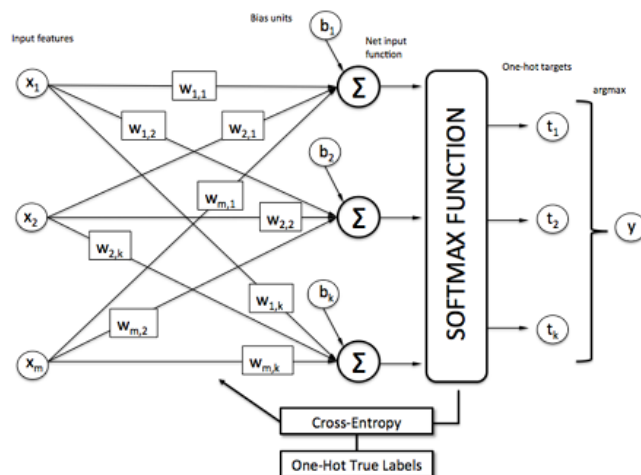 Bias units
b1
Input features
Net input
function
One-hot targets
argmax
x1
w1,1
Σ
w1,2
w2,1
t1
b2
wm,1
x2
w2,2
Σ
t2
y
w2,k
SOFTMAX FUNCTION
bk
w1,k
wm,2
t k
xm
wm,k
Σ
Cross-Entropy
One-Hot True Labels